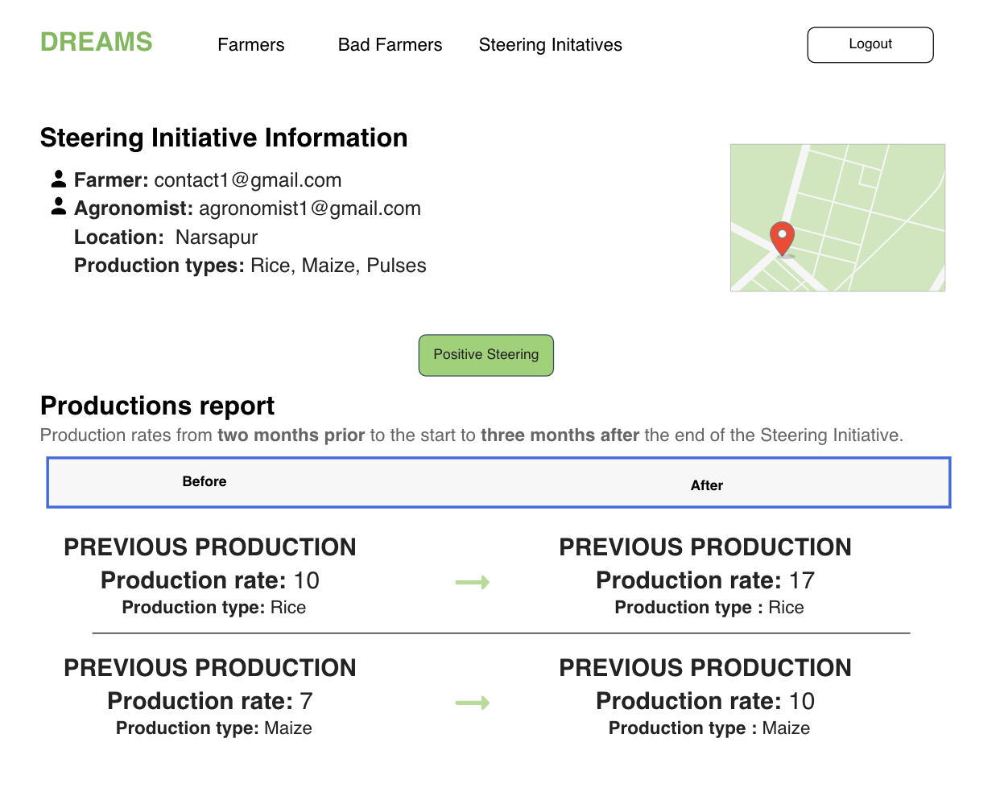 DREAMS Farmers Bad Farmers Steering Initatives Logout
Steering Initiative Information
Farmer: contact1@gmail.com
Agronomist: agronomist1@gmail.com
Location: Narsapur
Production types: Rice, Maize, Pulses
Positive Steering
Productions report
Production rates from two months prior to the start to three months after the end of the Steering Initiative.
Before After
PREVIOUS PRODUCTION PREVIOUS PRODUCTION
Production rate: 10 Production rate: 17
Production type: Rice Production type : Rice
PREVIOUS PRODUCTION PREVIOUS PRODUCTION
Production rate: 7 Production rate: 10
Production type: Maize Production type : Maize